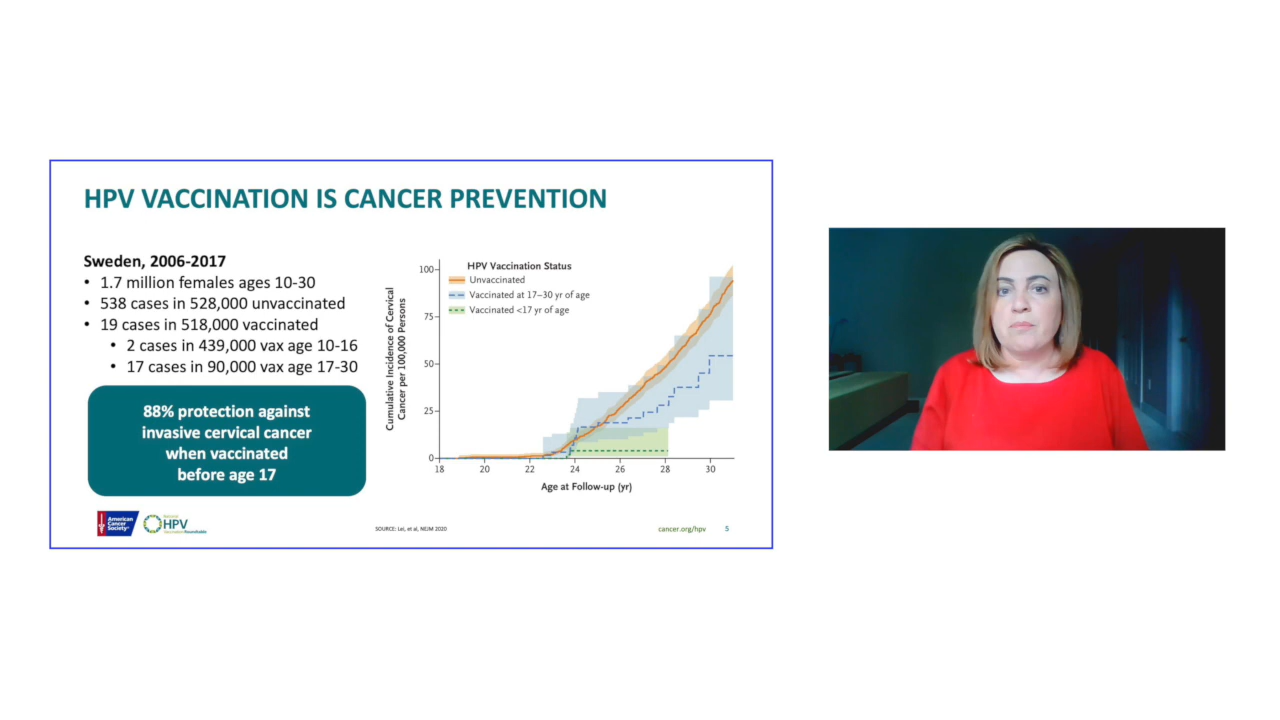 HPV VACCINATION IS CANCER PREVENTION
Sweden, 2006-2017
• 1.7 million females ages 10-30
• 538 cases in 528,000 unvaccinated
• 19 cases in 518,000 vaccinated
• 2 cases in 439,000 vax age 10-16
• 17 cases in 90,000 vax age 17-30
88% protection against
invasive cervical cancer
when vaccinated
before age 17
Cumulative Incidence of Cervical
Cancer per 100,000 Persons
HPV Vaccination Status
Unvaccinated
Vaccinated at 17–30 yr of age
Vaccinated <17 yr of age
100
75
50
25
0
18 20 22 24 26 28 30
Age at Follow-up (yr)
American
Cancer
Society
National
HPV
Vaccination Roundtable
SOURCE: Lei, et al, NEJM 2020
cancer.org/hpv 5